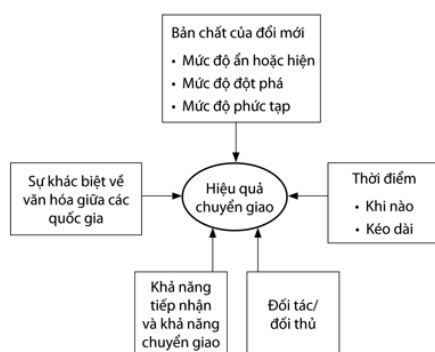 Bản chất của đổi mới
• Mức độ ẩn hoặc hiện
• Mức độ đột phá
• Mức độ phức tạp
Sự khác biệt về
văn hóa giữa các
quốc gia
Hiệu quả
chuyển giao
Thời điểm
• Khi nào
• Kéo dài
Khả năng
tiếp nhận
và khả năng
chuyển giao
Đối tác/
đối thủ